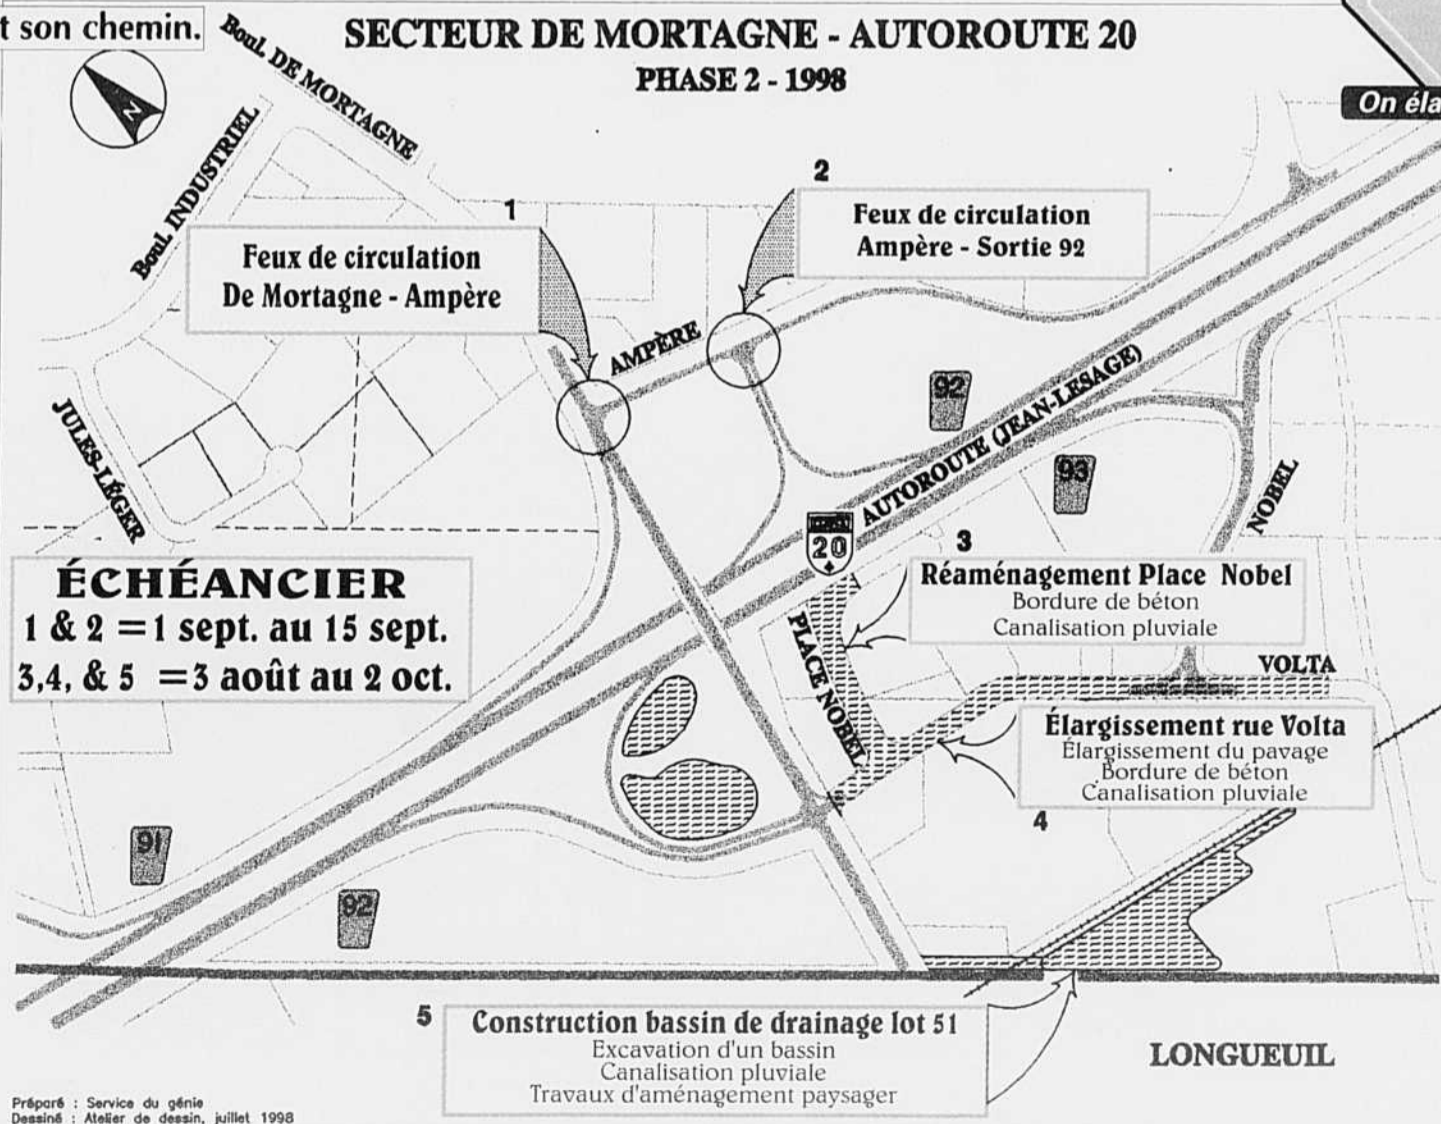 t son chemin.
SECTEUR DE MORTAGNE - AUTOROUTE 20
PHASE 2 - 1998
On éla
N
Boul. DE MORTAGNE
Boul. INDUSTRIEL
1
Feux de circulation
De Mortagne - Ampère
2
Feux de circulation
Ampère - Sortie 92
AMPÈRE
JULES-LÉGER
92
AUTOROUTE (JEAN-LESAGE)
93
NOBEL
20
ÉCHÉANCIER
1 & 2 = 1 sept. au 15 sept.
3,4, & 5 = 3 août au 2 oct.
3
Réaménagement Place Nobel
Bordure de béton
Canalisation pluviale
PLACE NOBEL
VOLTA
Élargissement rue Volta
Élargissement du pavage
Bordure de béton
Canalisation pluviale
4
91
92
5
Construction bassin de drainage lot 51
Excavation d'un bassin
Canalisation pluviale
Travaux d'aménagement paysager
LONGUEUIL
Préparé : Service du génie
Dessiné : Atelier de dessin, juillet 1998